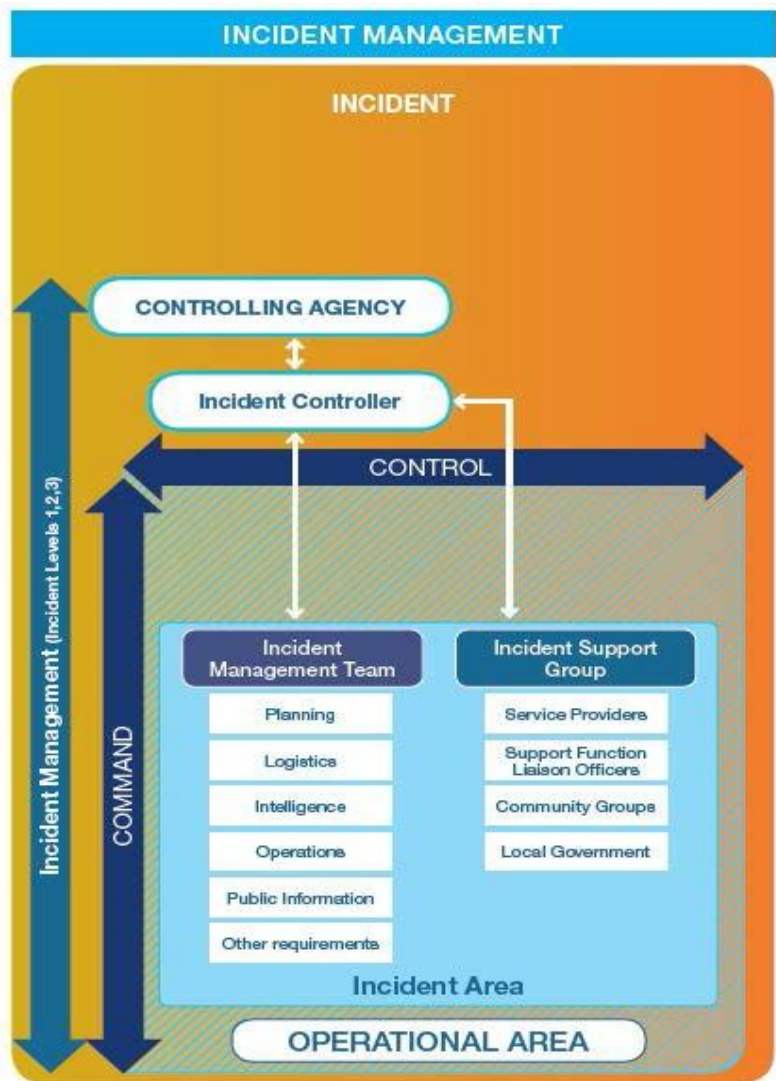 INCIDENT MANAGEMENT
INCIDENT
CONTROLLING AGENCY
Incident Controller
CONTROL
Incident Management (Incident Levels 1,2,3)
COMMAND
Incident
Management Team
Planning
Logistics
Intelligence
Operations
Public Information
Other requirements
Incident Support
Group
Service Providers
Support Function
Liaison Officers
Community Groups
Local Government
Incident Area
OPERATIONAL AREA